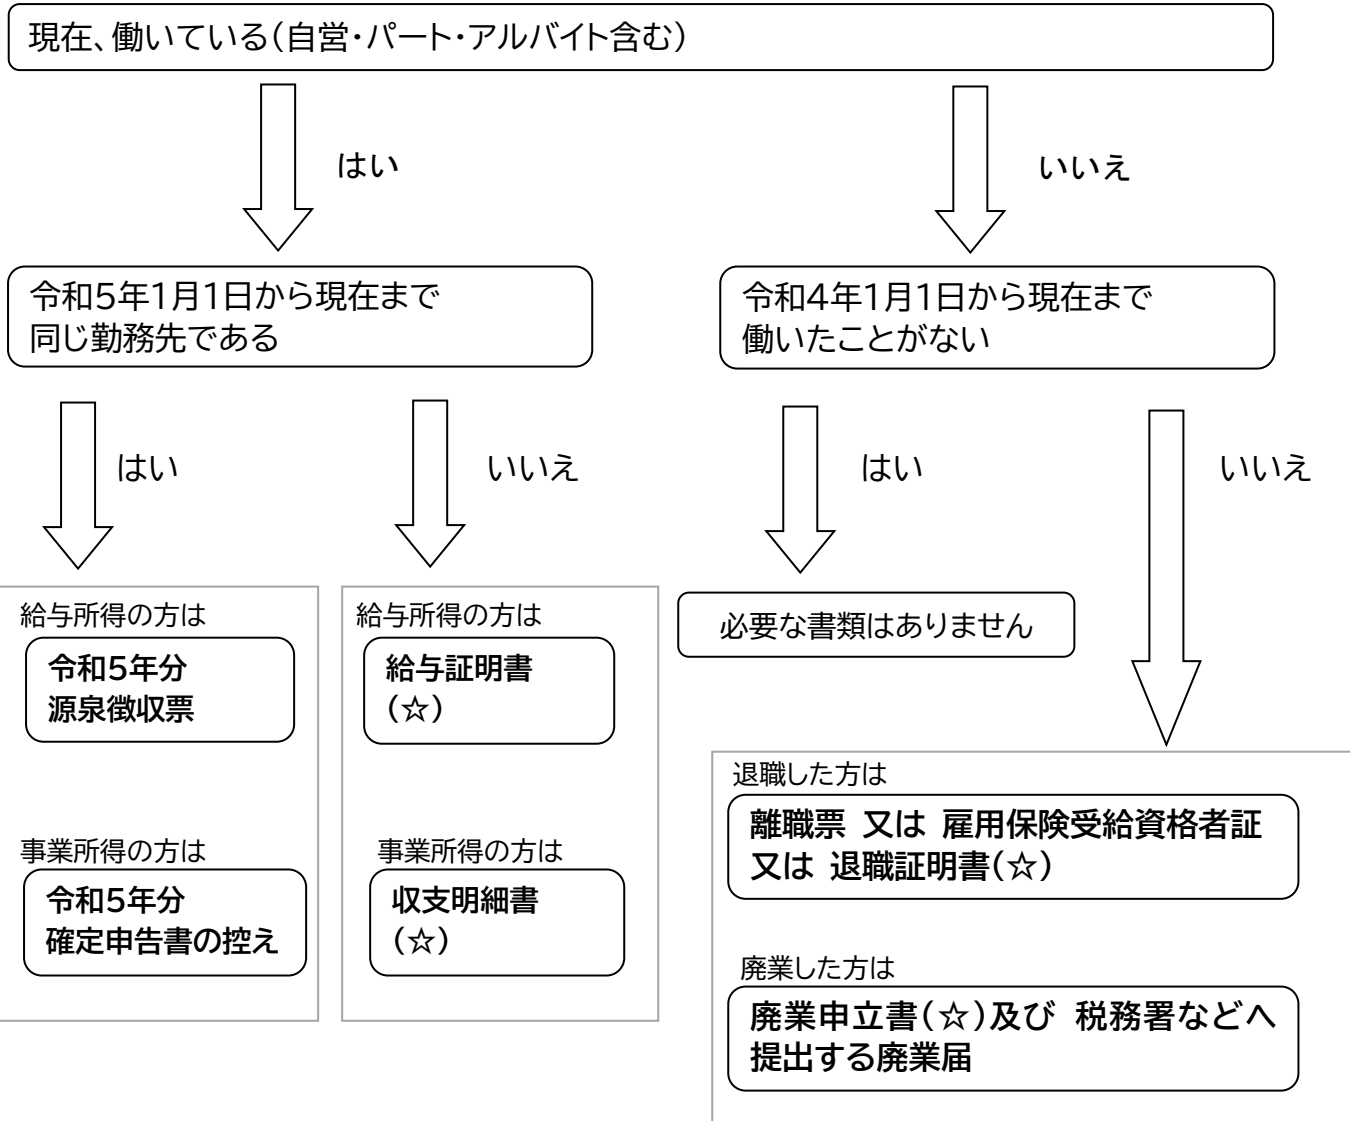 現在、働いている(自営・パート・アルバイト含む)
はい
いいえ
令和5年1月1日から現在まで
同じ勤務先である
令和4年1月1日から現在まで
働いたことがない
はい
いいえ
はい
いいえ
給与所得の方は
令和5年分
源泉徴収票
事業所得の方は
令和5年分
確定申告書の控え
給与所得の方は
給与証明書
(☆)
事業所得の方は
収支明細書
(☆)
必要な書類はありません
退職した方は
離職票 又は 雇用保険受給資格者証
又は 退職証明書(☆)
廃業した方は
廃業申立書(☆)及び 税務署などへ
提出する廃業届